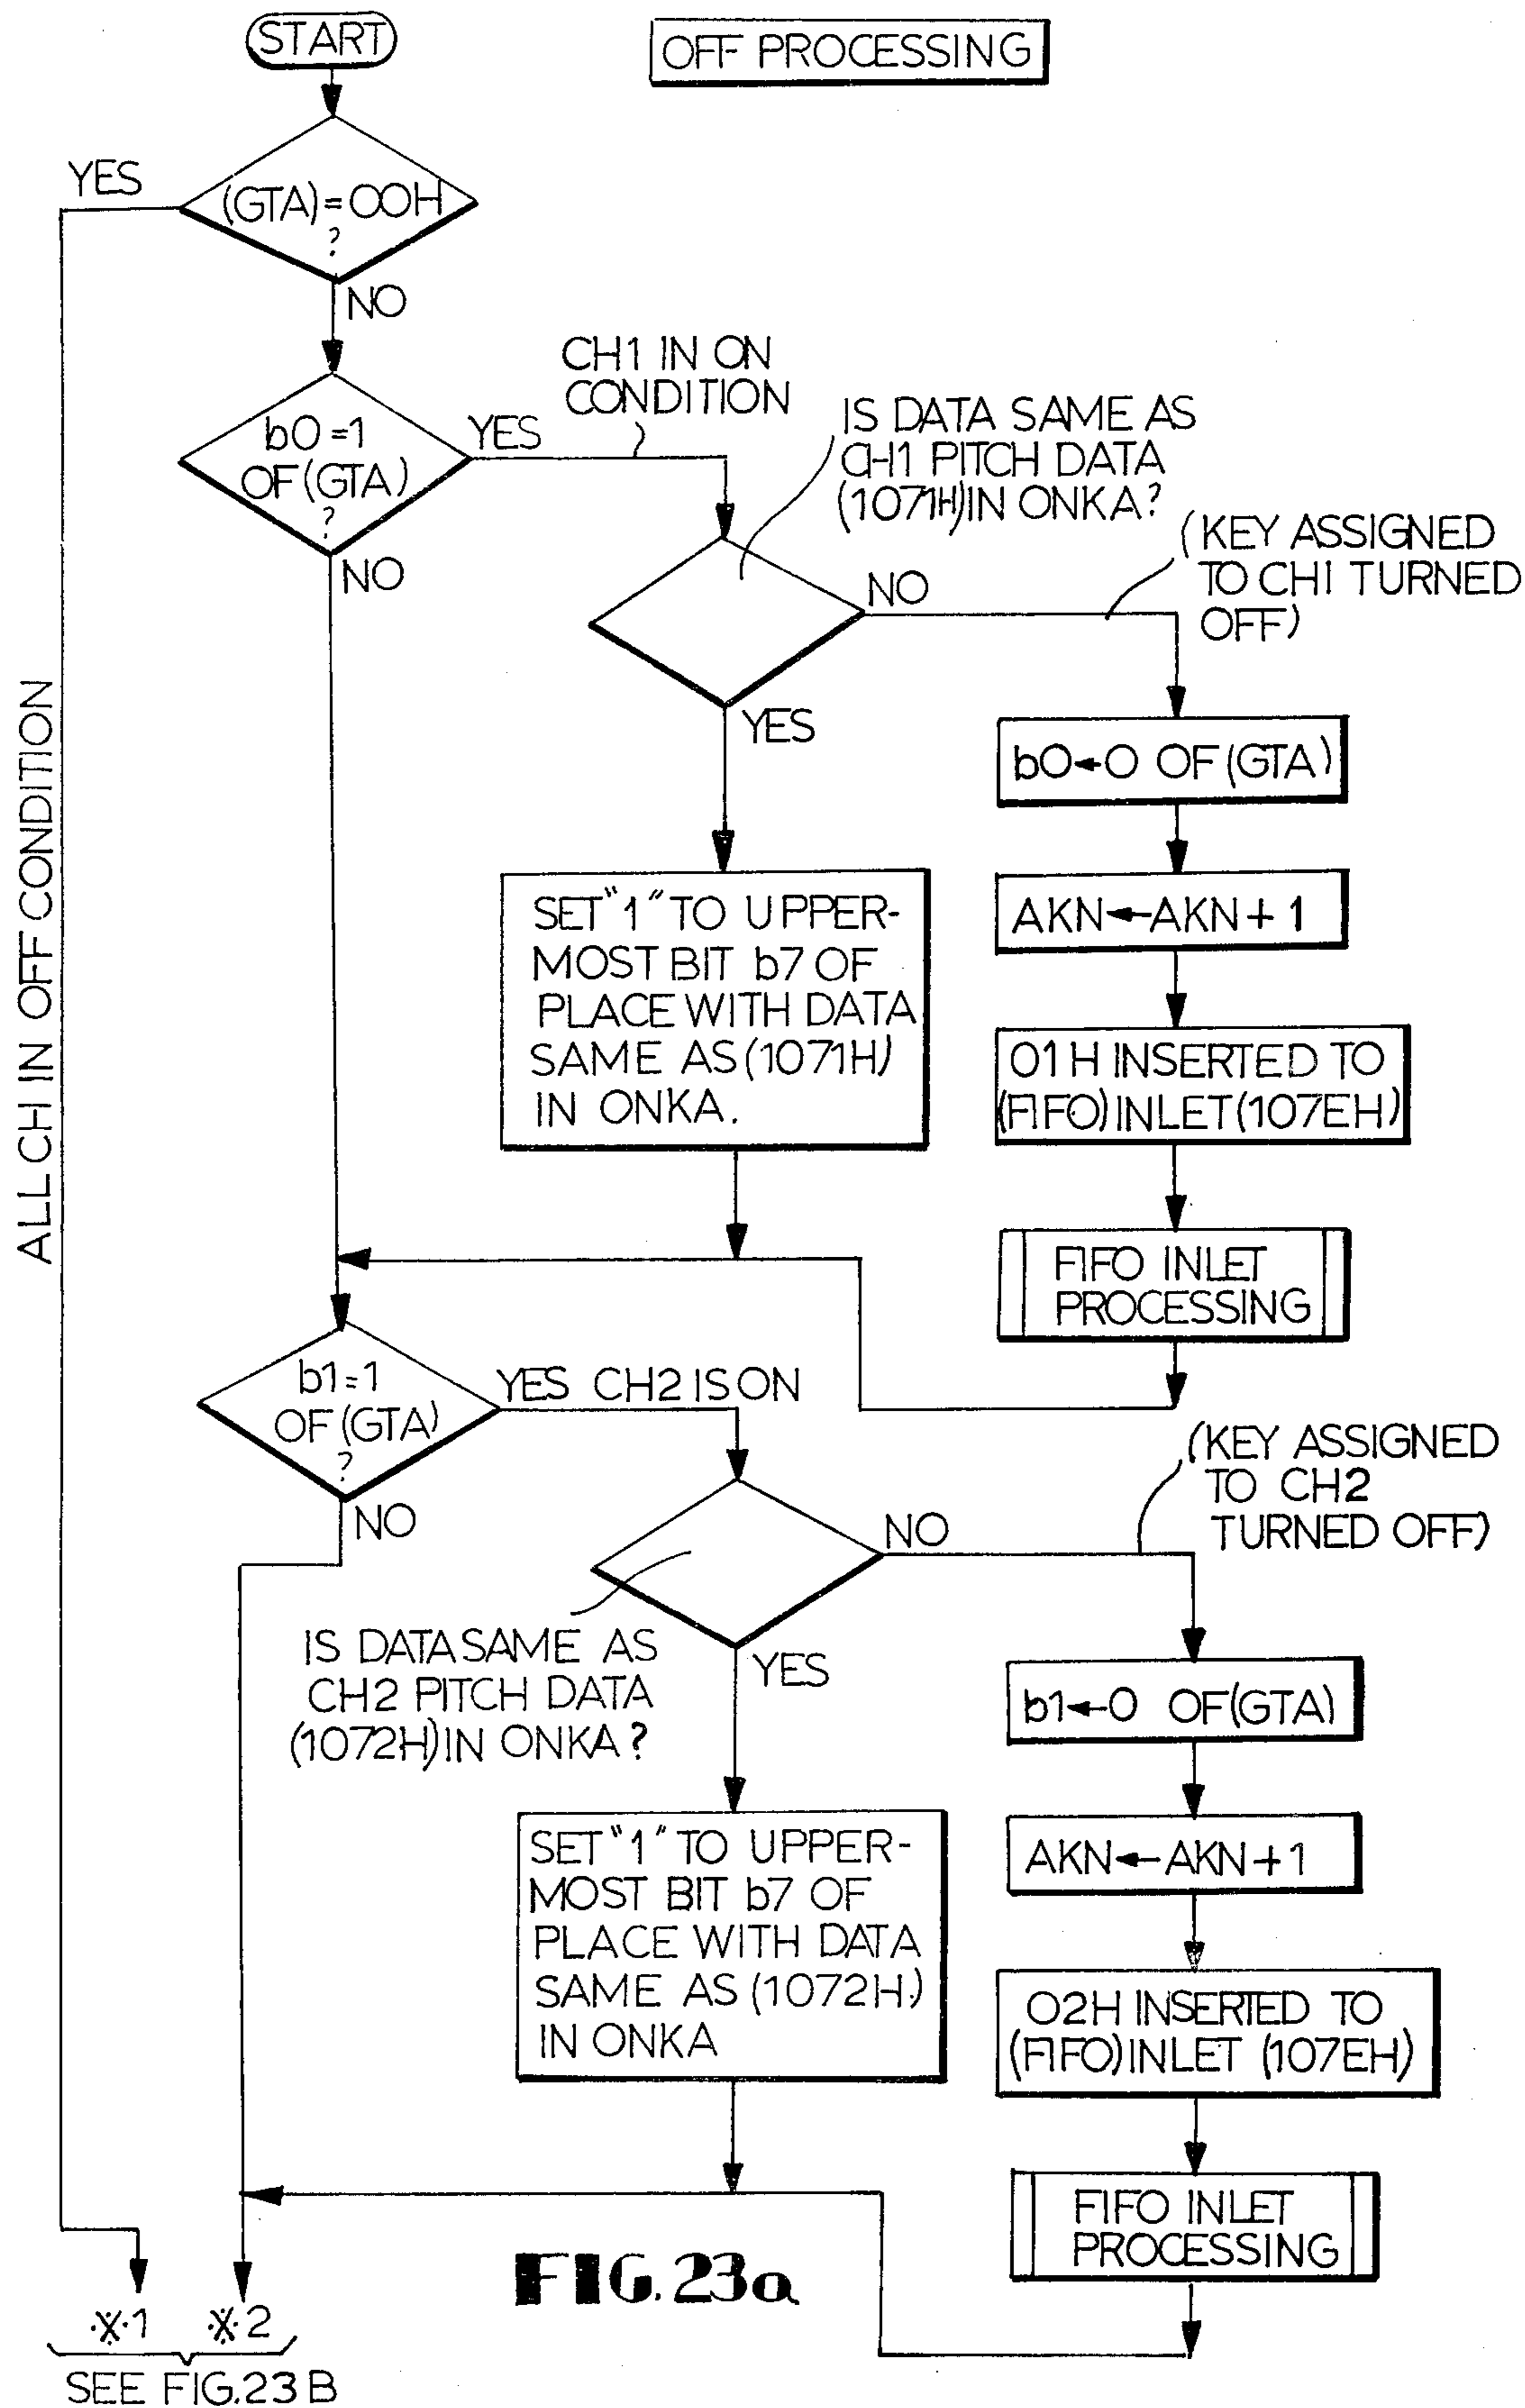 START
OFF PROCESSING
YES
(GTA)=OOH
?
NO
CH1 IN ON
CONDITION
b0=1
OF(GTA)
?
YES
NO
IS DATA SAME AS
CH1 PITCH DATA
(1071H)IN ONKA?
(KEY ASSIGNED
TO CH1 TURNED
OFF)
NO
YES
ALL CH IN OFF CONDITION
b0←0 OF(GTA)
AKN←AKN+1
SET "1" TO UPPER-
MOST BIT b7 OF
PLACE WITH DATA
SAME AS(1071H)
IN ONKA.
01H INSERTED TO
(FIFO)INLET(107EH)
FIFO INLET
PROCESSING
b1=1
OF(GTA)
?
YES CH2 IS ON
NO
(KEY ASSIGNED
TO CH2
TURNED OFF)
NO
IS DATA SAME AS
CH2 PITCH DATA
(1072H)IN ONKA?
YES
b1←0 OF(GTA)
AKN←AKN+1
SET "1" TO UPPER-
MOST BIT b7 OF
PLACE WITH DATA
SAME AS (1072H)
IN ONKA
02H INSERTED TO
(FIFO)INLET (107EH)
FIFO INLET
PROCESSING
FIG.23a
※1 ※2
SEE FIG.23B